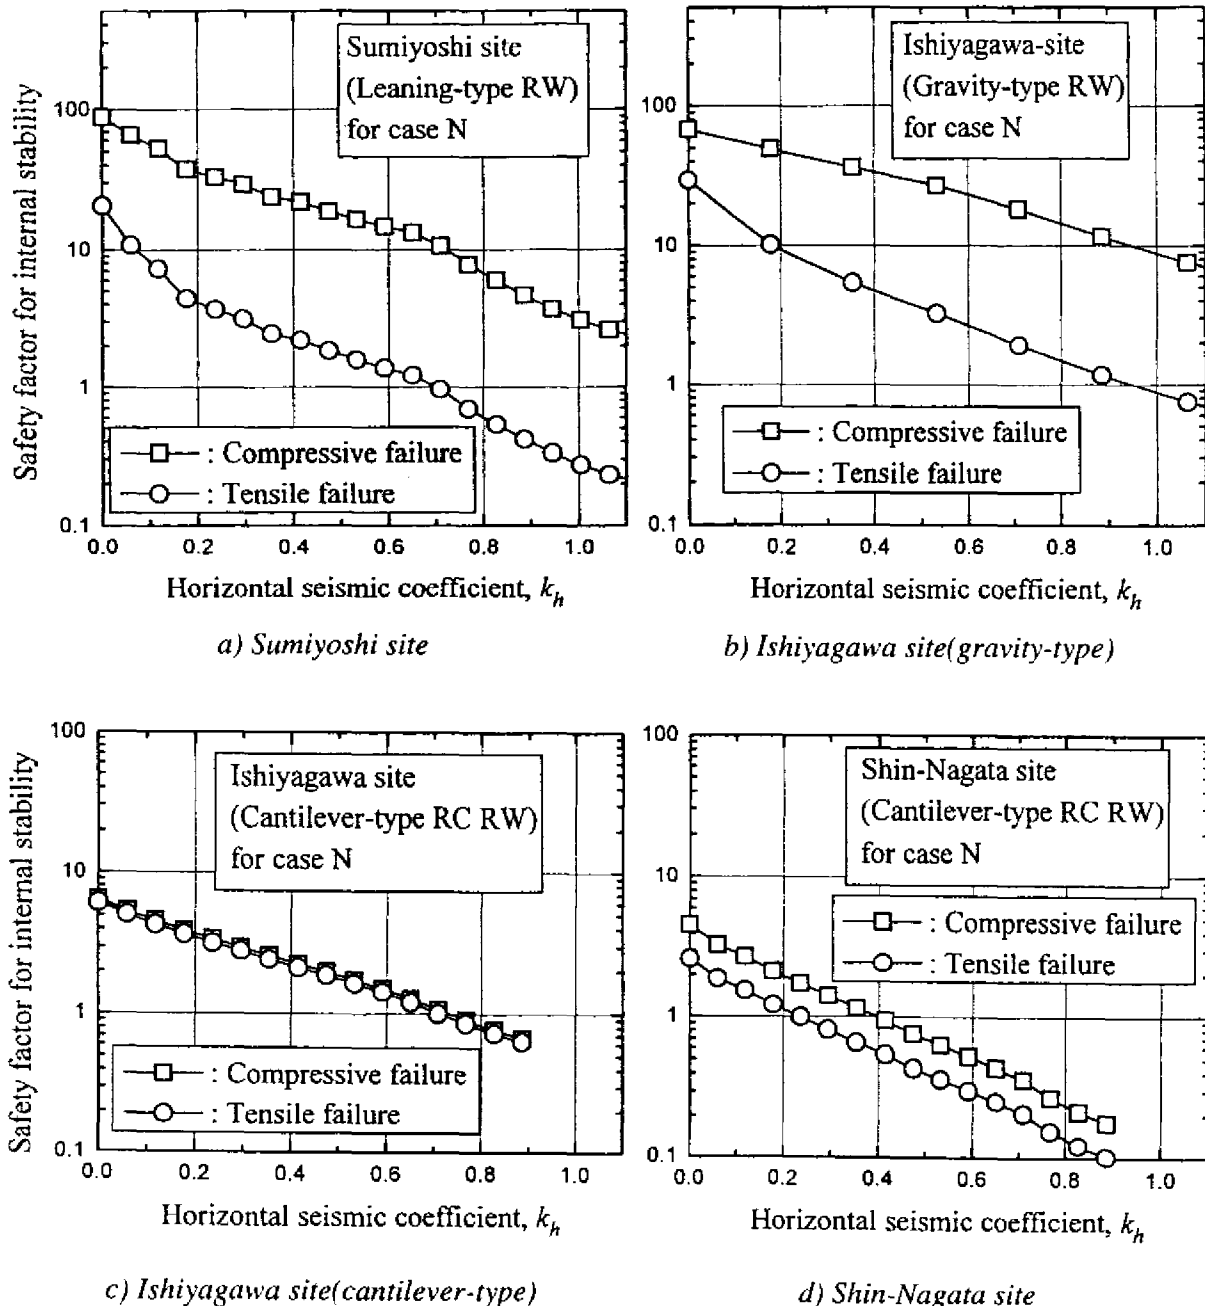 Safety factor for internal stability
100
10
1
0.1
Sumiyoshi site
(Leaning-type RW)
for case N
: Compressive failure
: Tensile failure
0.0 0.2 0.4 0.6 0.8 1.0
Horizontal seismic coefficient, k_h
a) Sumiyoshi site
100
10
1
0.1
Ishiyagawa-site
(Gravity-type RW)
for case N
: Compressive failure
: Tensile failure
0.0 0.2 0.4 0.6 0.8 1.0
Horizontal seismic coefficient, k_h
b) Ishiyagawa site(gravity-type)
Safety factor for internal stability
100
10
1
0.1
Ishiyagawa site
(Cantilever-type RC RW)
for case N
: Compressive failure
: Tensile failure
0.0 0.2 0.4 0.6 0.8 1.0
Horizontal seismic coefficient, k_h
c) Ishiyagawa site(cantilever-type)
100
10
1
0.1
Shin-Nagata site
(Cantilever-type RC RW)
for case N
: Compressive failure
: Tensile failure
0.0 0.2 0.4 0.6 0.8 1.0
Horizontal seismic coefficient, k_h
d) Shin-Nagata site